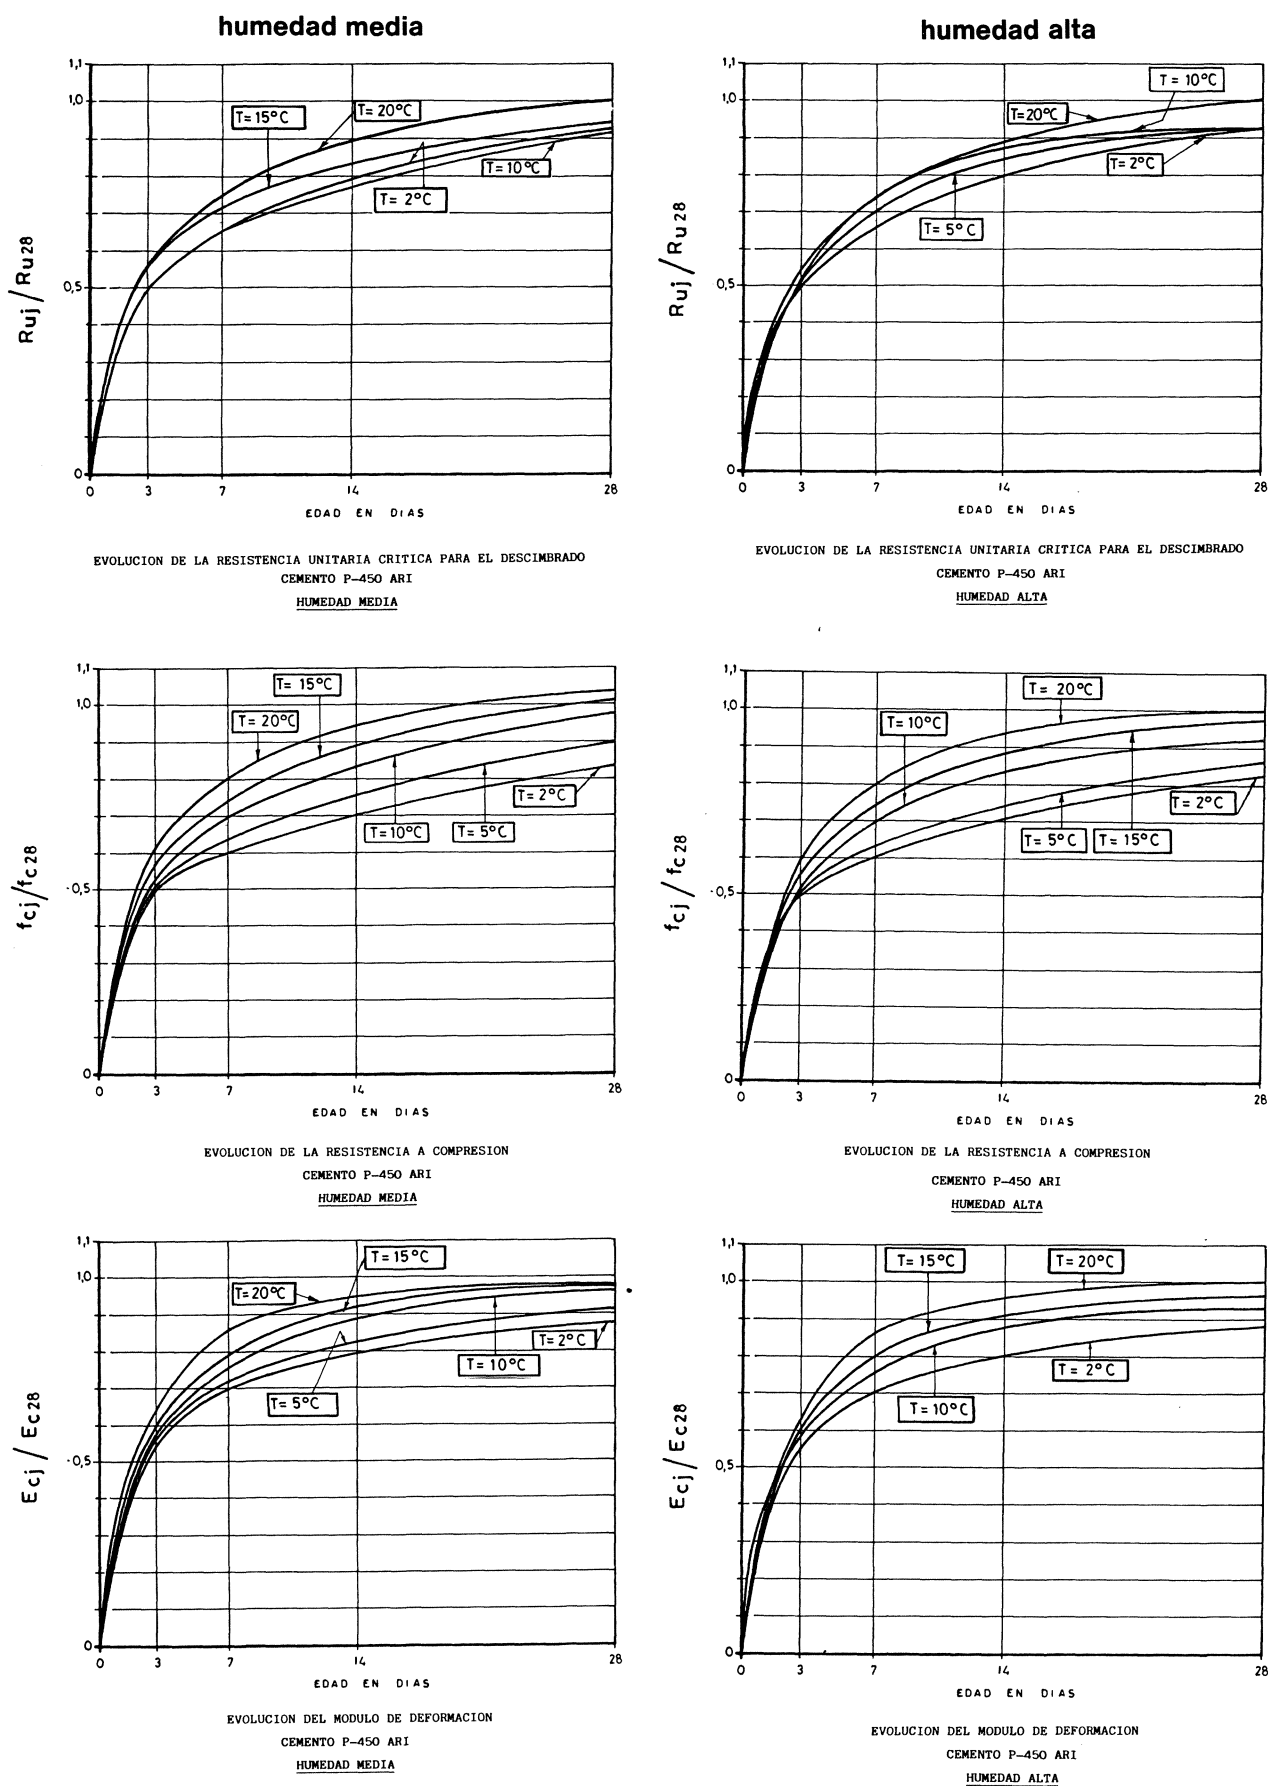 humedad media
humedad alta
1,1
1,0
0,5
0
Ruj / Ru28
T= 15°C
T= 20°C
T= 10°C
T= 2°C
0 3 7 14 28
EDAD EN DIAS
EVOLUCION DE LA RESISTENCIA UNITARIA CRITICA PARA EL DESCIMBRADO
CEMENTO P-450 ARI
HUMEDAD MEDIA
1,1
1,0
0,5
0
Ruj / Ru28
T = 10°C
T=20°C
T= 2°C
T= 5°C
0 3 7 14 28
EDAD EN DIAS
EVOLUCION DE LA RESISTENCIA UNITARIA CRITICA PARA EL DESCIMBRADO
CEMENTO P-450 ARI
HUMEDAD ALTA
1,1
1,0
0,5
0
fcj / fc28
T= 15°C
T= 20°C
T= 2°C
T=10°C
T= 5°C
0 3 7 14 28
EDAD EN DIAS
EVOLUCION DE LA RESISTENCIA A COMPRESION
CEMENTO P-450 ARI
HUMEDAD MEDIA
1,1
1,0
0,5
0
fcj / fc28
T= 20°C
T= 10°C
T= 2°C
T= 5°C
T= 15°C
0 3 7 14 28
EDAD EN DIAS
EVOLUCION DE LA RESISTENCIA A COMPRESION
CEMENTO P-450 ARI
HUMEDAD ALTA
1,1
1,0
0,5
0
Ecj / Ec28
T= 15°C
T= 20°C
T= 2°C
T= 10°C
T= 5°C
0 3 7 14 28
EDAD EN DIAS
EVOLUCION DEL MODULO DE DEFORMACION
CEMENTO P-450 ARI
HUMEDAD MEDIA
1,1
1,0
0,5
0
Ecj / Ec28
T= 15°C
T= 20°C
T= 2°C
T= 10°C
0 3 7 14 28
EDAD EN DIAS
EVOLUCION DEL MODULO DE DEFORMACION
CEMENTO P-450 ARI
HUMEDAD ALTA